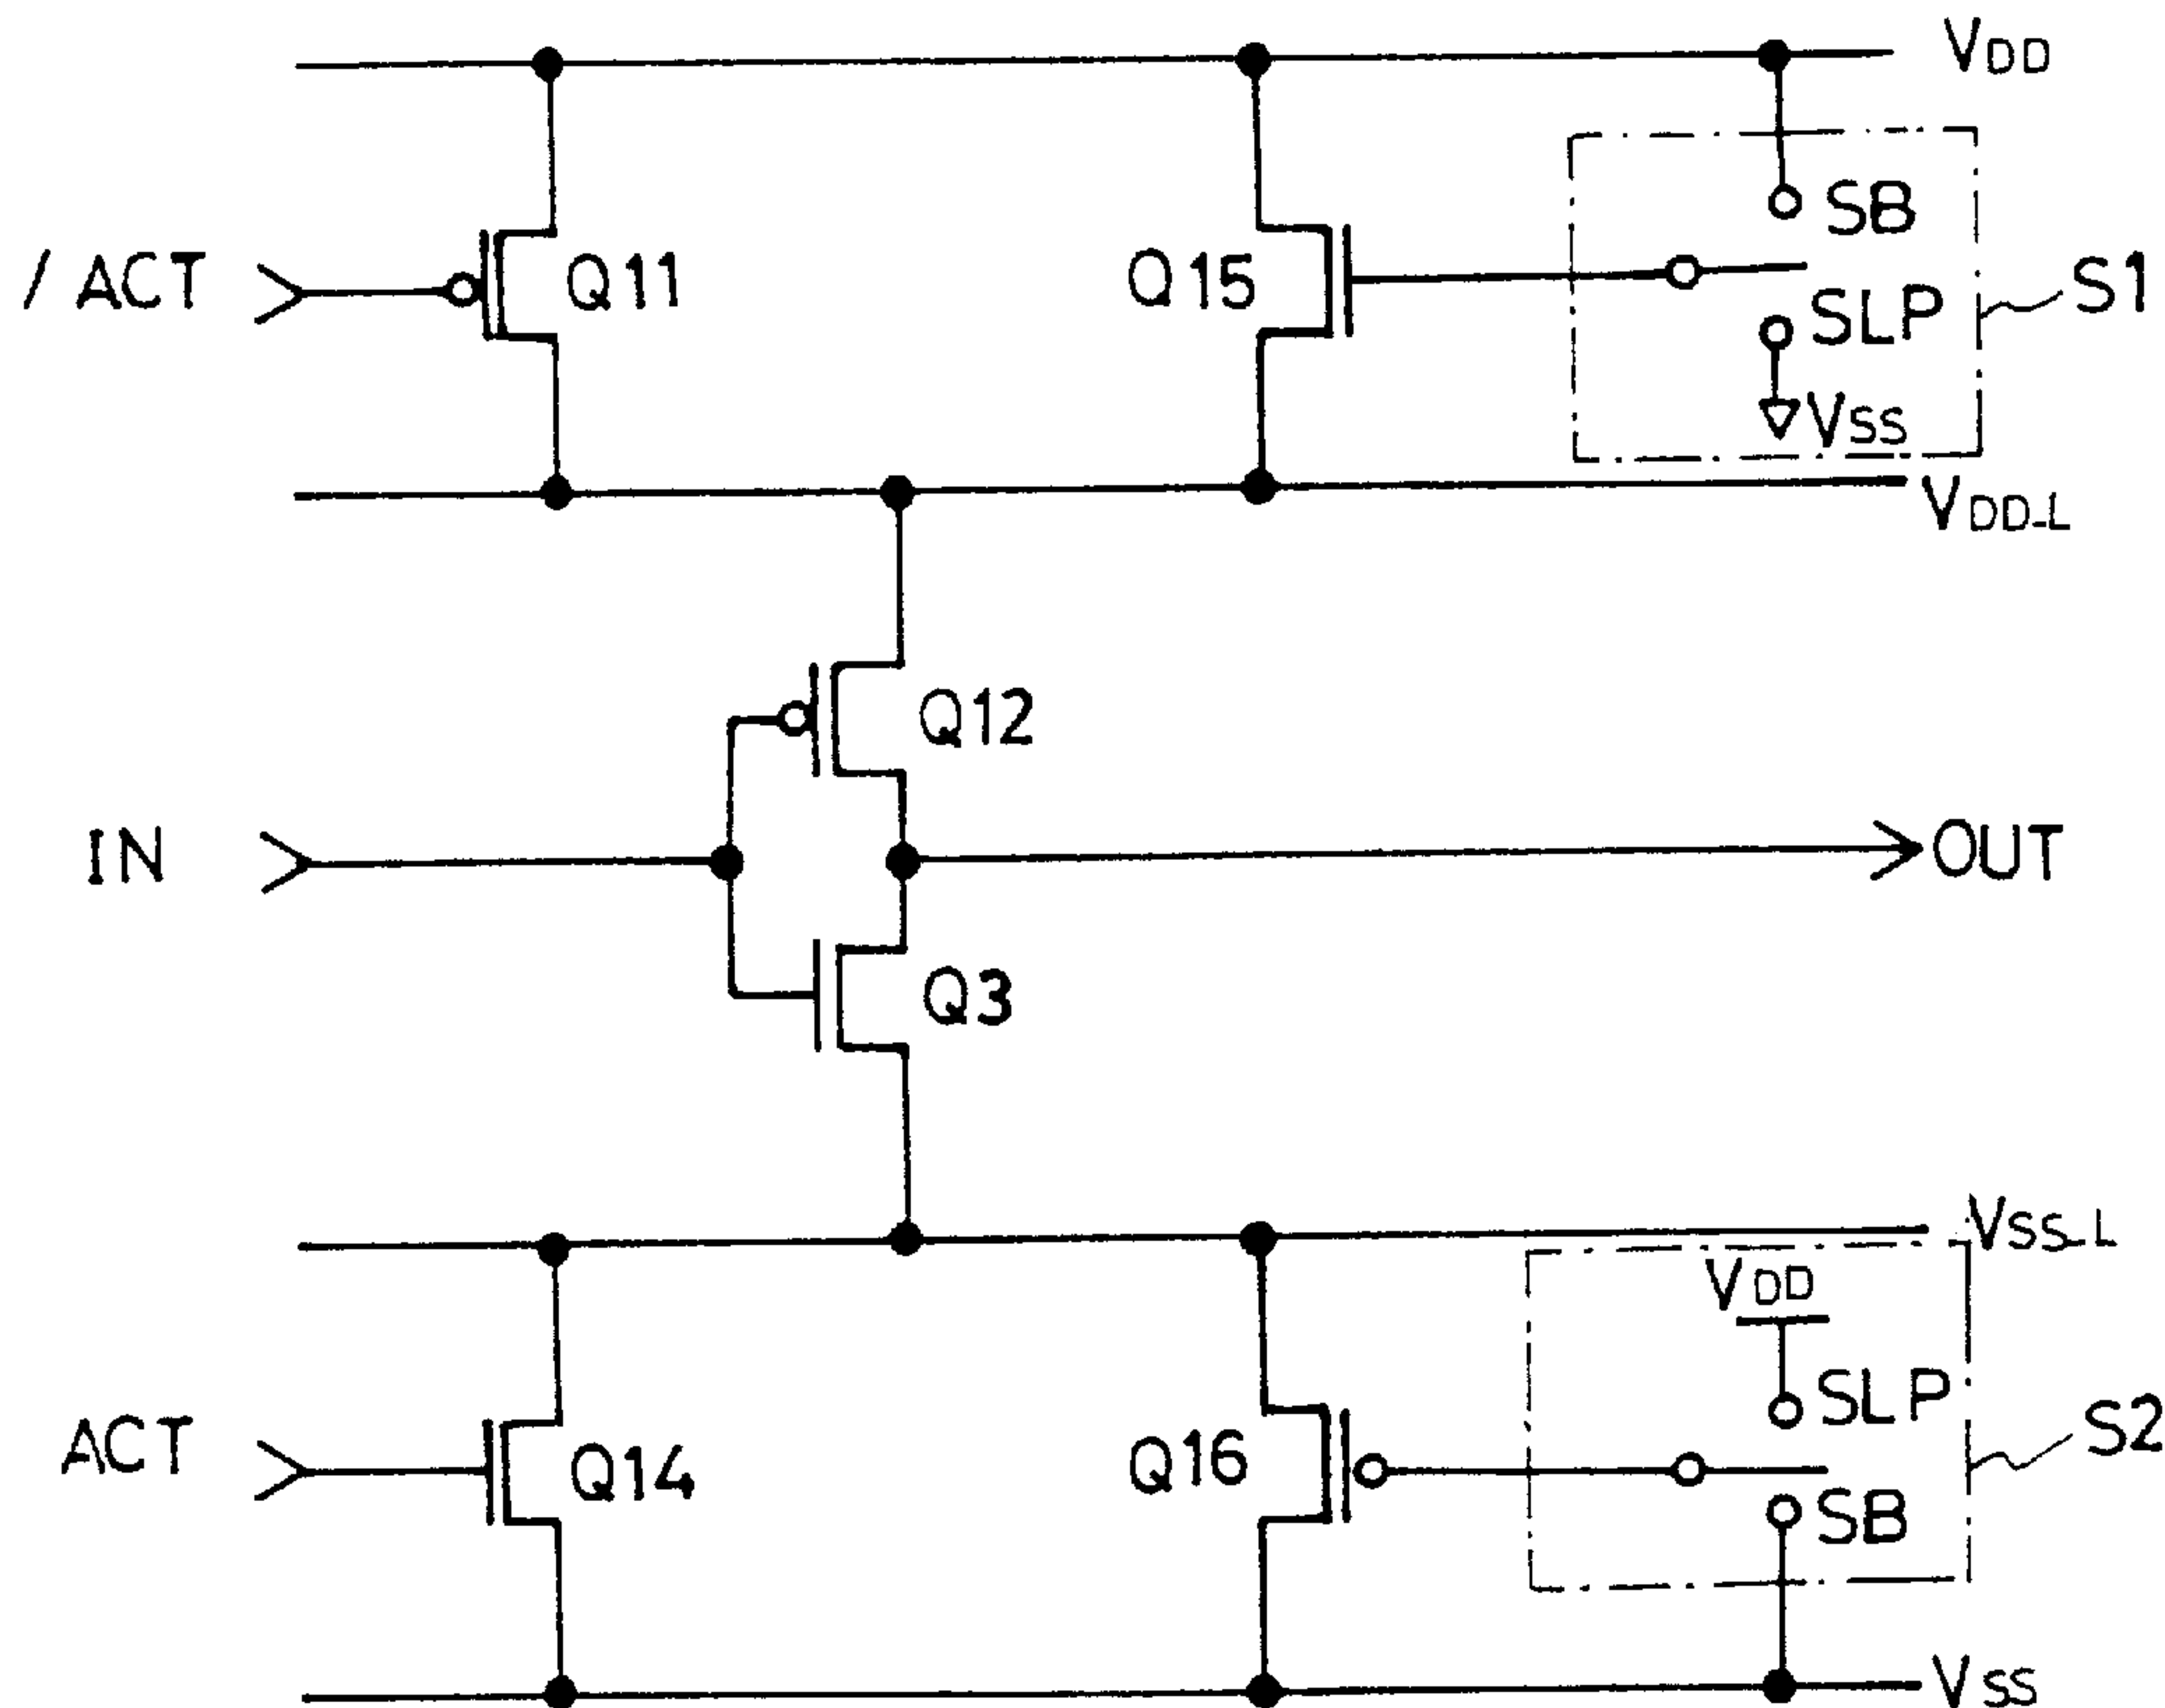 VDD
SB
/ ACT
Q11
Q15
SLP
S1
VSS
VDD-L
Q12
IN
OUT
Q3
VSS-L
VDD
SLP
ACT
Q14
Q16
S2
SB
VSS